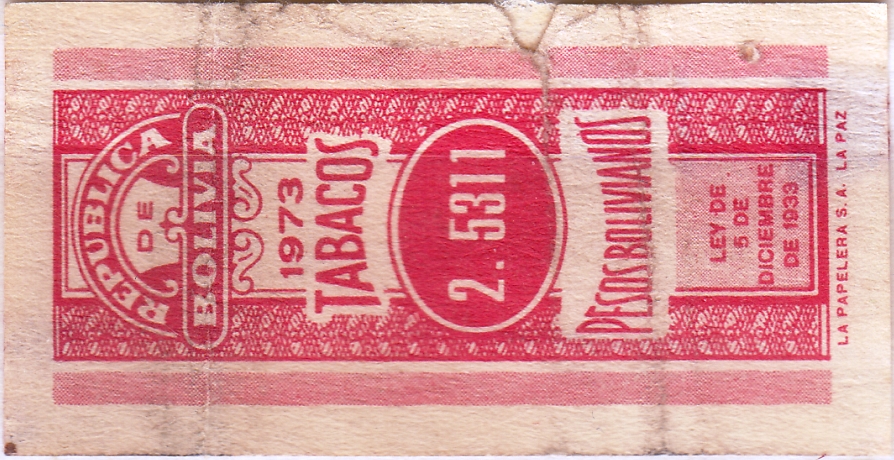 REPUBLICA
DE
BOLIVIA
1973
TABACOS
2.5311
PESOS BOLIVIANOS
LEY DE
5 DE
DICIEMBRE
DE 1933
LA PAPELERA S.A. LA PAZ